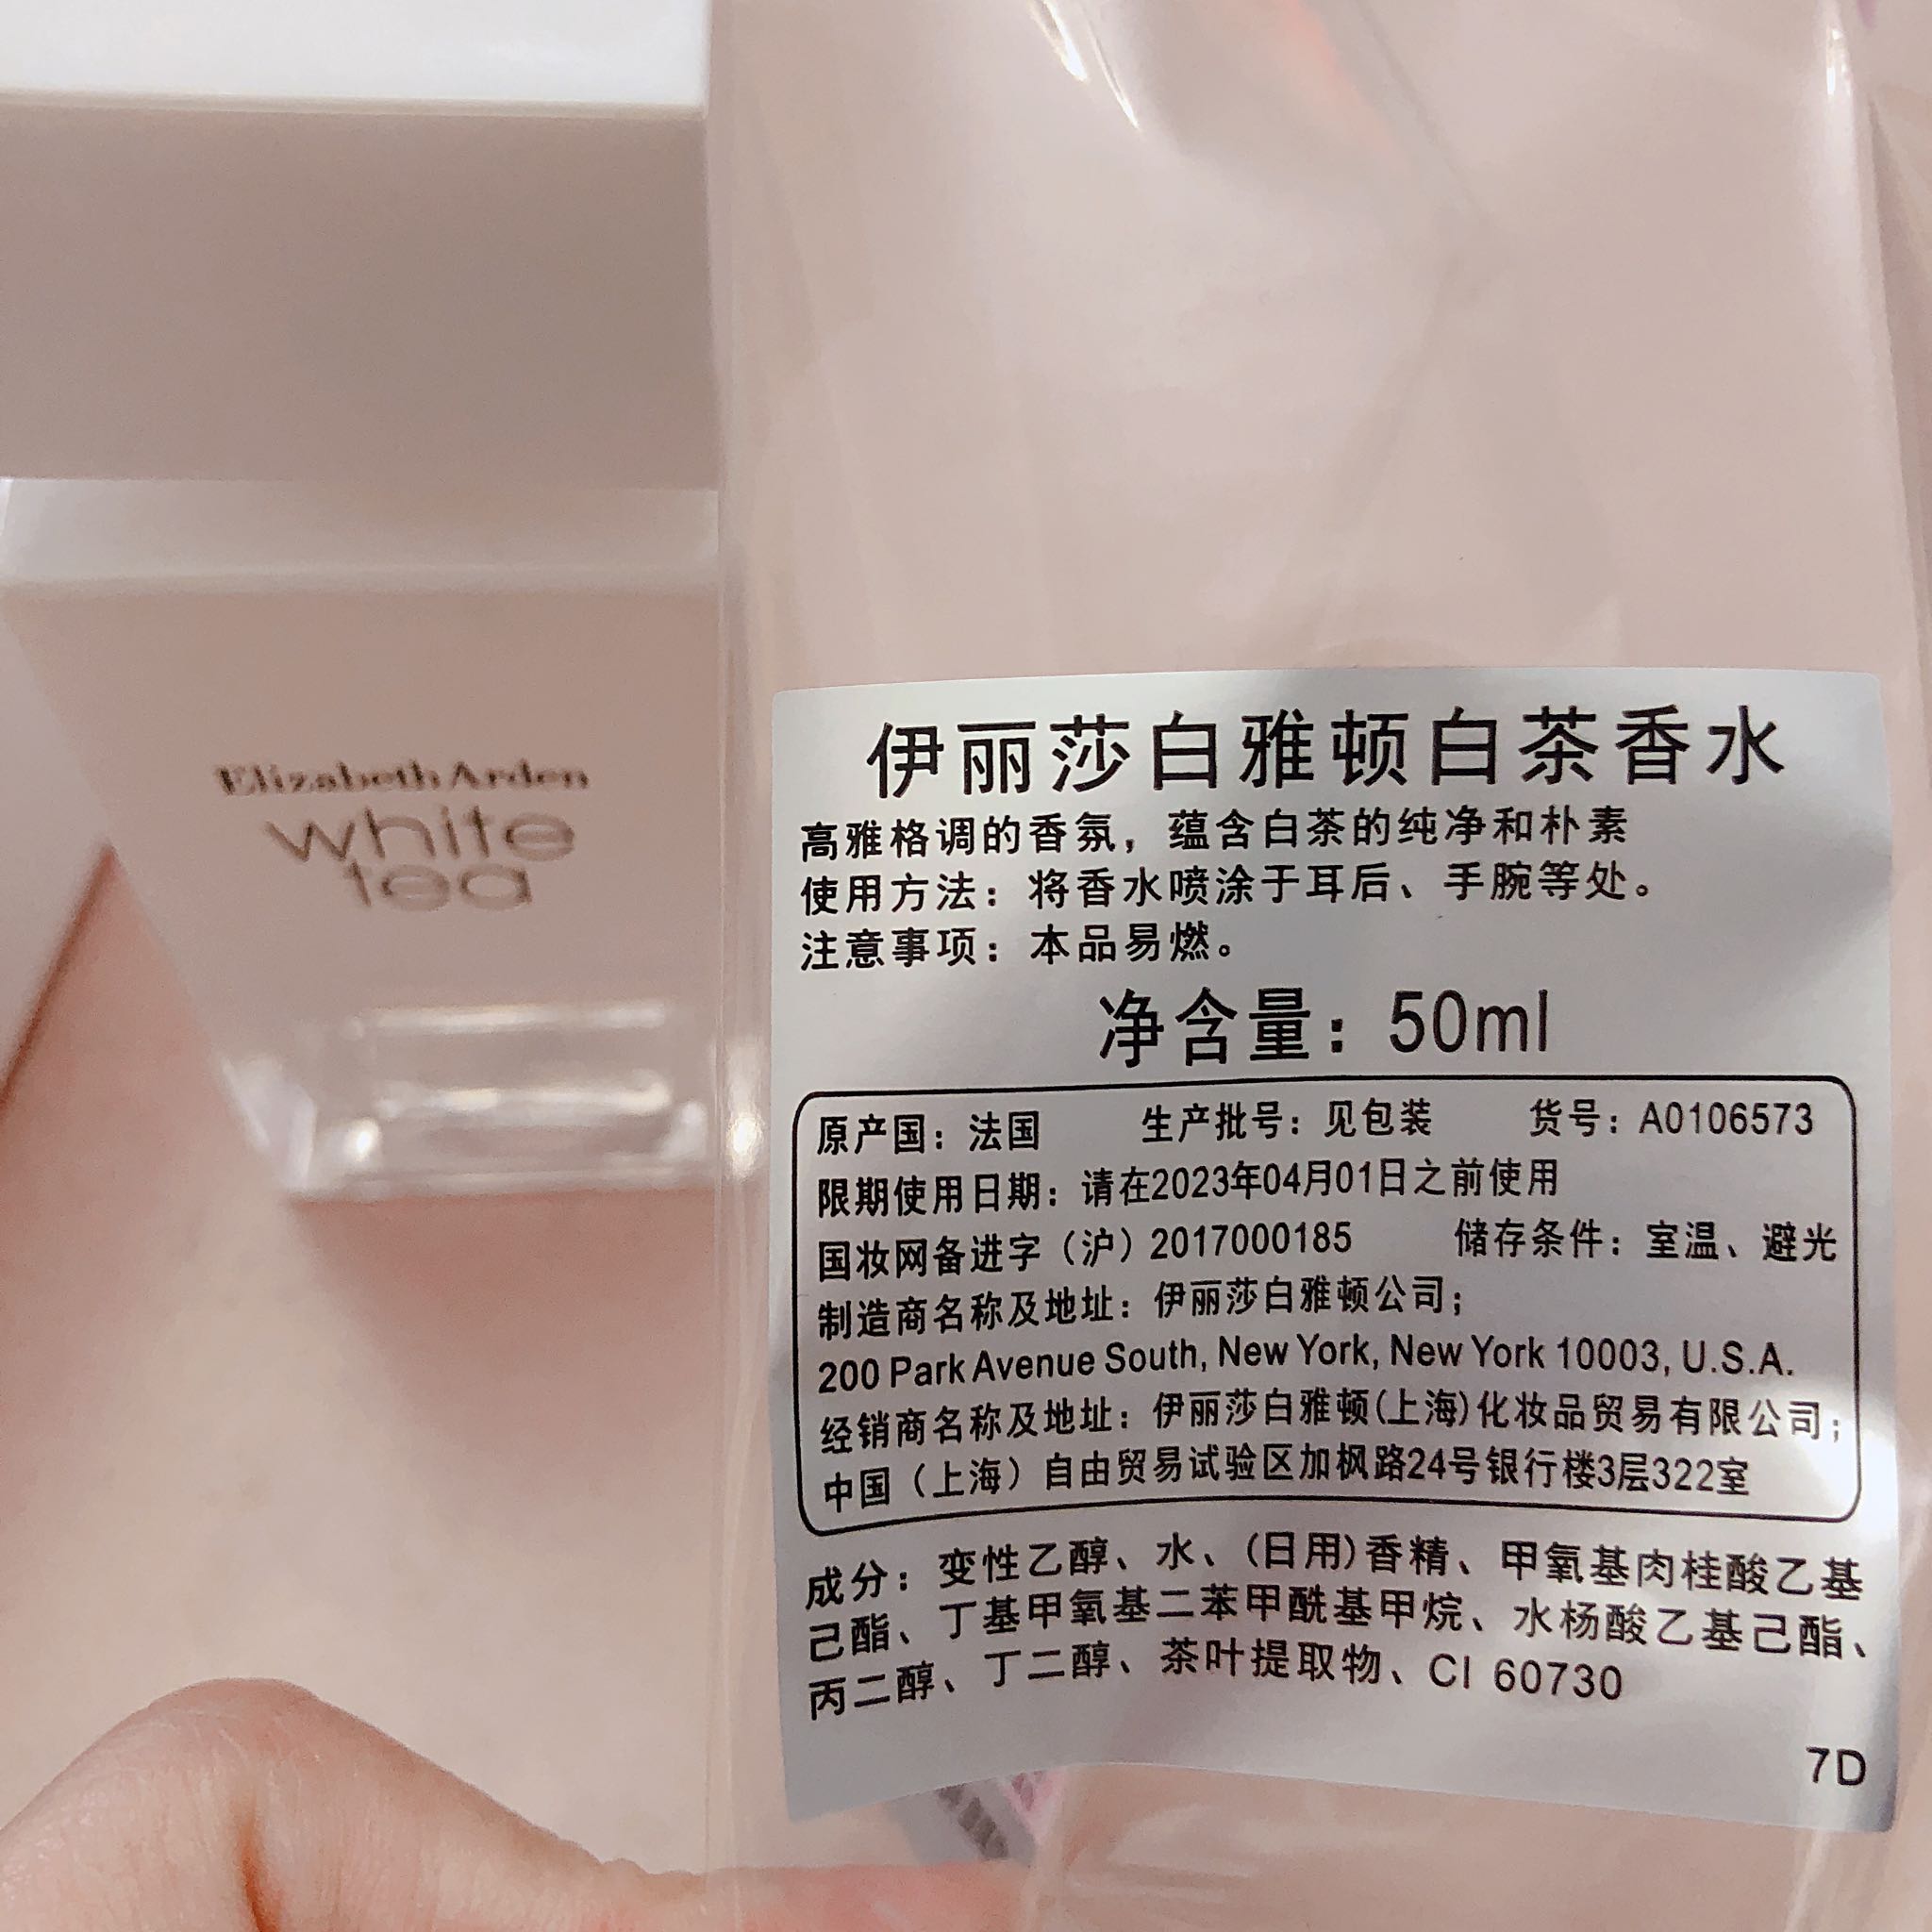 Elizabeth Arden
white
tea
伊丽莎白雅顿白茶香水
高雅格调的香氛，蕴含白茶的纯净和朴素
使用方法：将香水喷涂于耳后、手腕等处。
注意事项：本品易燃。
净含量：50ml
原产国：法国 生产批号：见包装 货号：A0106573
限期使用日期：请在2023年04月01日之前使用
国妆网备进字（沪）2017000185 储存条件：室温、避光
制造商名称及地址：伊丽莎白雅顿公司；
200 Park Avenue South, New York, New York 10003, U.S.A.
经销商名称及地址：伊丽莎白雅顿(上海)化妆品贸易有限公司；
中国（上海）自由贸易试验区加枫路24号银行楼3层322室
成分：变性乙醇、水、(日用)香精、甲氧基肉桂酸乙基
己酯、丁基甲氧基二苯甲酰基甲烷、水杨酸乙基己酯、
丙二醇、丁二醇、茶叶提取物、CI 60730
7D